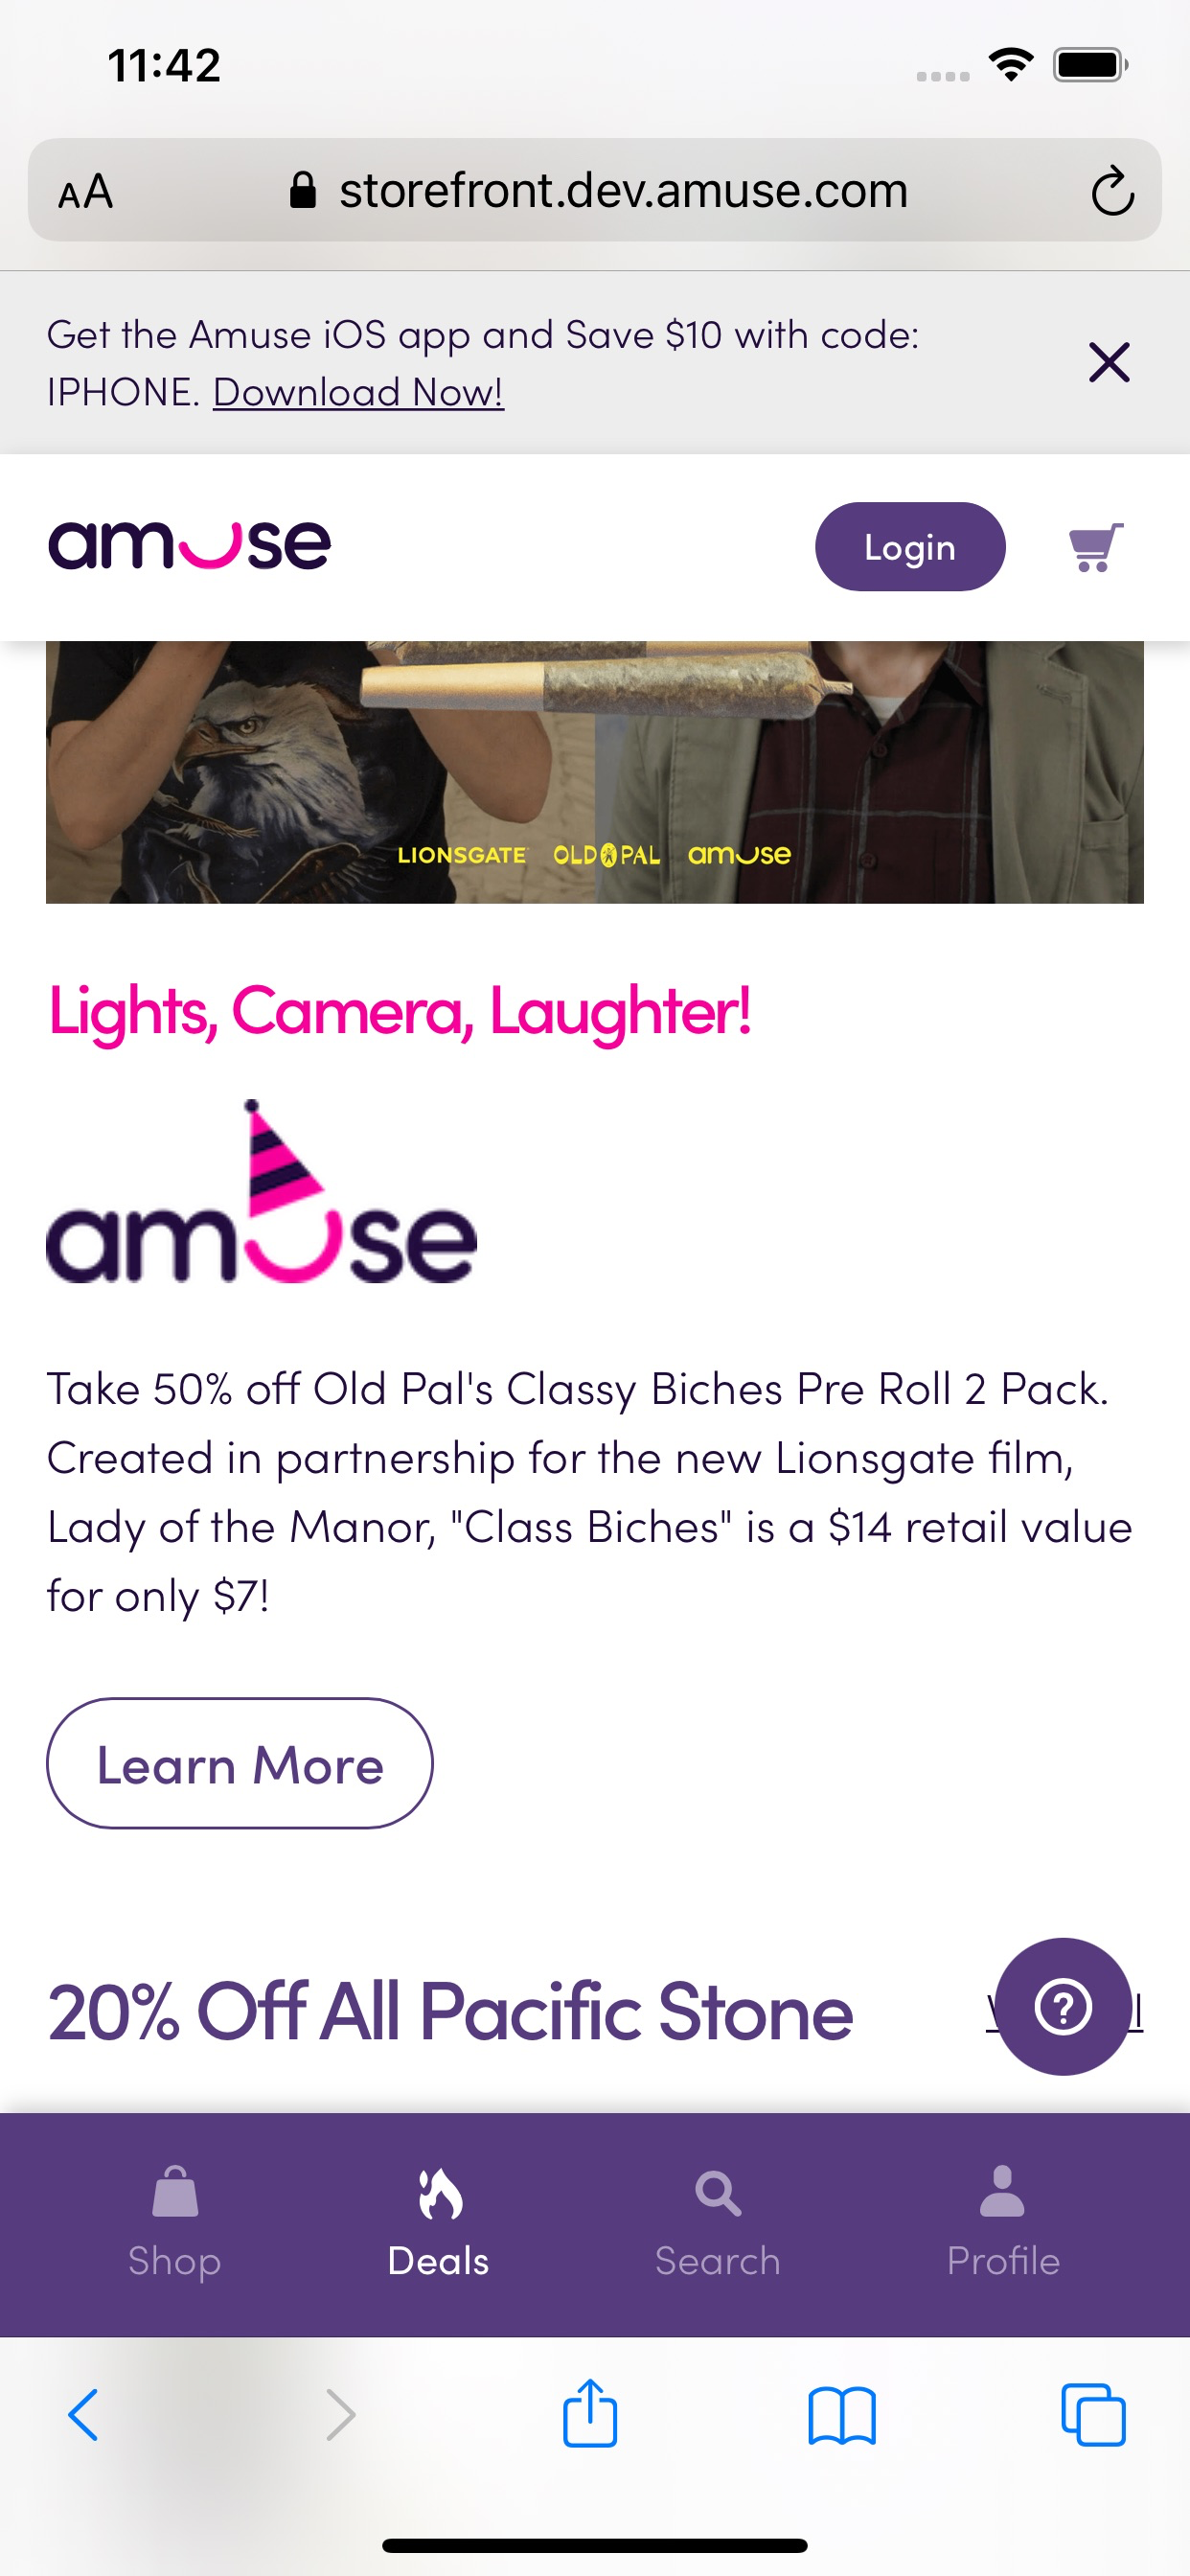 11:42
AA
storefront.dev.amuse.com
Get the Amuse iOS app and Save $10 with code:
IPHONE. Download Now!
amuse
Login
LIONSGATE OLD PAL amuse
Lights, Camera, Laughter!
amuse
Take 50% off Old Pal's Classy Biches Pre Roll 2 Pack.
Created in partnership for the new Lionsgate film,
Lady of the Manor, "Class Biches" is a $14 retail value
for only $7!
Learn More
20% Off All Pacific Stone
?
Shop Deals Search Profile